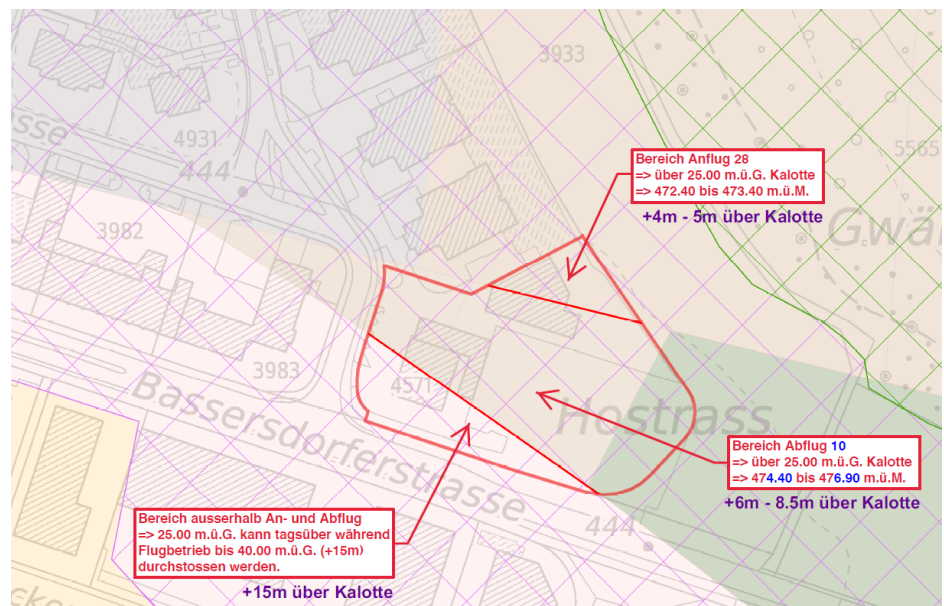 3933
asse
4931
444
5565
Bereich Anflug 28
=> über 25.00 m.ü.G. Kalotte
=> 472.40 bis 473.40 m.ü.M.
+4m - 5m über Kalotte
Gwä
3982
3983
4571
Bassersdorferstrasse
Hostrass
Bereich Abflug 10
=> über 25.00 m.ü.G. Kalotte
=> 474.40 bis 476.90 m.ü.M.
+6m - 8.5m über Kalotte
444
Bereich ausserhalb An- und Abflug
=> 25.00 m.ü.G. kann tagsüber während
Flugbetrieb bis 40.00 m.ü.G. (+15m)
durchstossen werden.
+15m über Kalotte